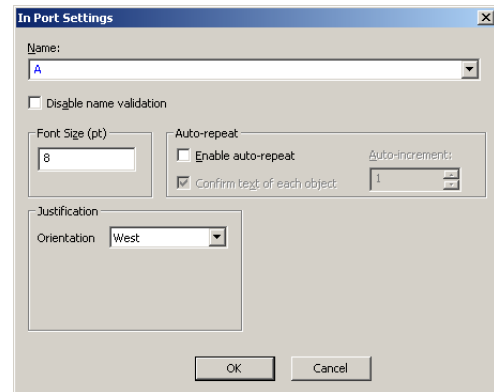 In Port Settings
Name:
A
Disable name validation
Font Size (pt)
8
Auto-repeat
Enable auto-repeat
Auto-increment:
Confirm text of each object
1
Justification
Orientation West
OK Cancel